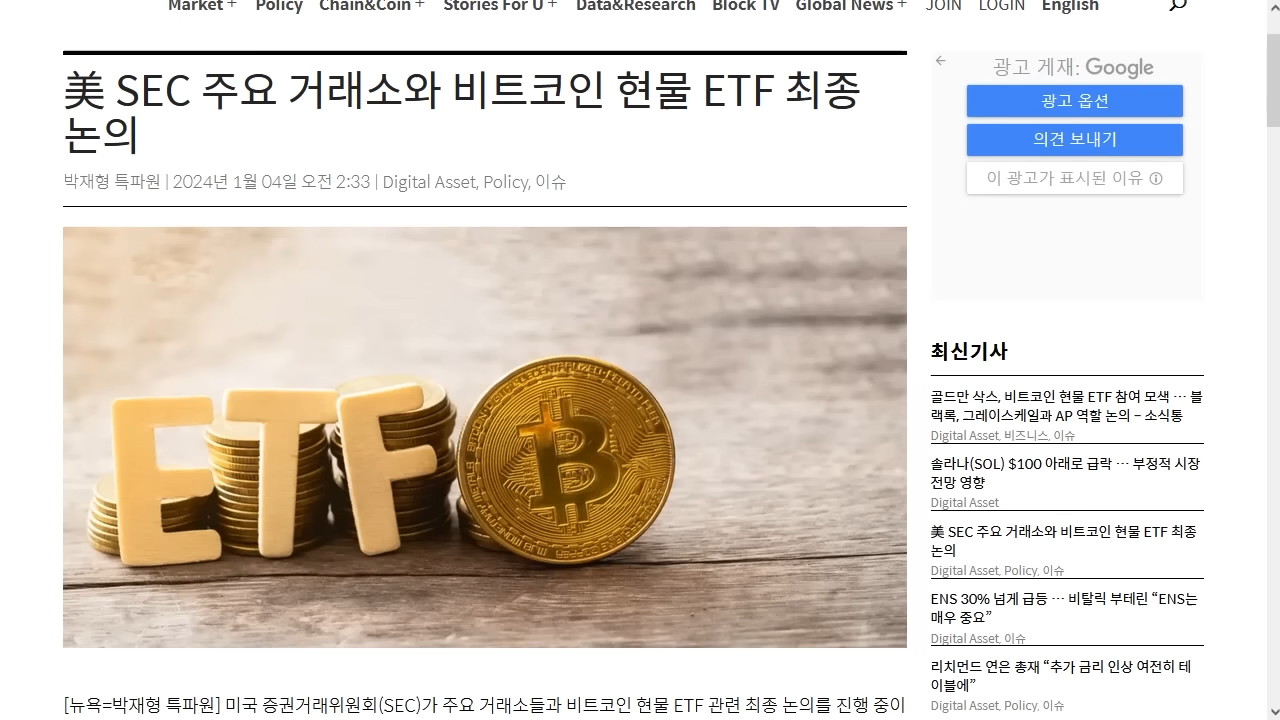 Market +
Policy
Chain&Coin +
Stories For U +
Data&Research
Block TV
Global News +
JOIN
LOGIN
English
美 SEC 주요 거래소와 비트코인 현물 ETF 최종
논의
박재형 특파원 | 2024년 1월 04일 오전 2:33 | Digital Asset, Policy, 이슈
ETF
[뉴욕=박재형 특파원] 미국 증권거래위원회(SEC)가 주요 거래소들과 비트코인 현물 ETF 관련 최종 논의를 진행 중이
광고 게재: Google
광고 옵션
의견 보내기
이 광고가 표시된 이유
최신기사
골드만 삭스, 비트코인 현물 ETF 참여 모색 … 블
랙록, 그레이스케일과 AP 역할 논의 – 소식통
Digital Asset, 비즈니스, 이슈
솔라나(SOL) $100 아래로 급락 … 부정적 시장
전망 영향
Digital Asset
美 SEC 주요 거래소와 비트코인 현물 ETF 최종
논의
Digital Asset, Policy, 이슈
ENS 30% 넘게 급등 … 비탈릭 부테린 “ENS는
매우 중요”
Digital Asset, 이슈
리치먼드 연은 총재 “추가 금리 인상 여전히 테
이블에”
Digital Asset, Policy, 이슈